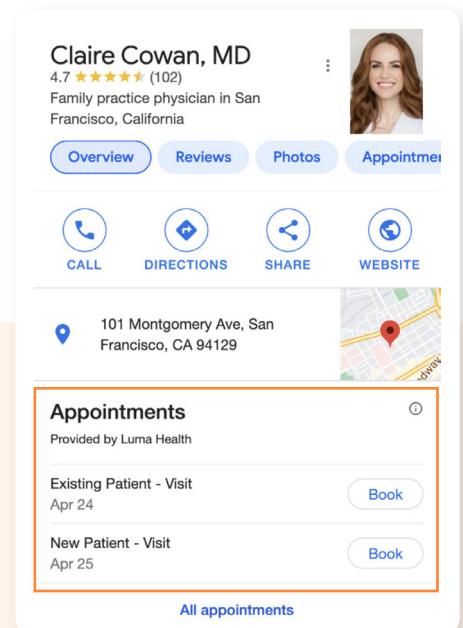 Claire Cowan, MD
4.7 ★★★★★ (102)
Family practice physician in San
Francisco, California
Overview Reviews Photos Appointmen
CALL DIRECTIONS SHARE WEBSITE
101 Montgomery Ave, San
Francisco, CA 94129
Appointments
Provided by Luma Health
Existing Patient - Visit
Apr 24
Book
New Patient - Visit
Apr 25
Book
All appointments